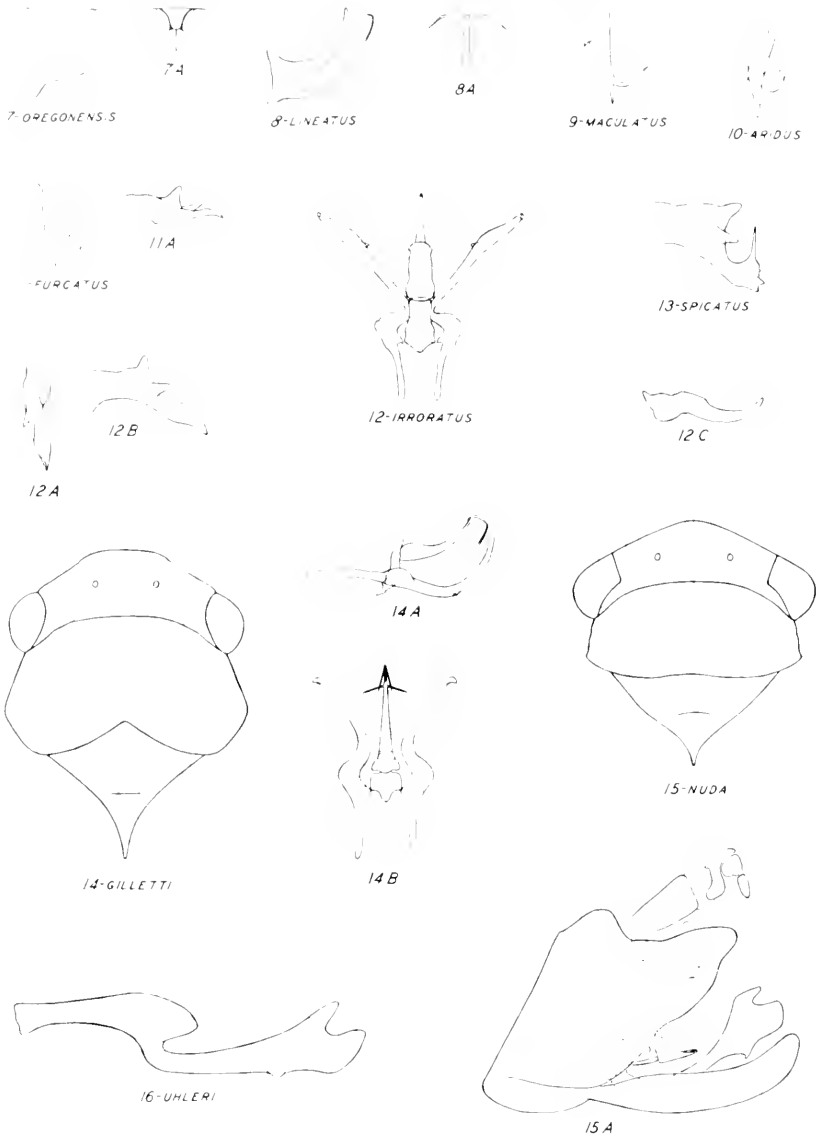 7A
7-OREGONENSIS
8-LINEATUS
8A
9-MACULATUS
10-ARIDUS
-FURCATUS
11A
12-IRRORATUS
13-SPICATUS
12A
12B
12C
14-GILLETTI
14A
14B
15-NUDA
16-UHLERI
15A